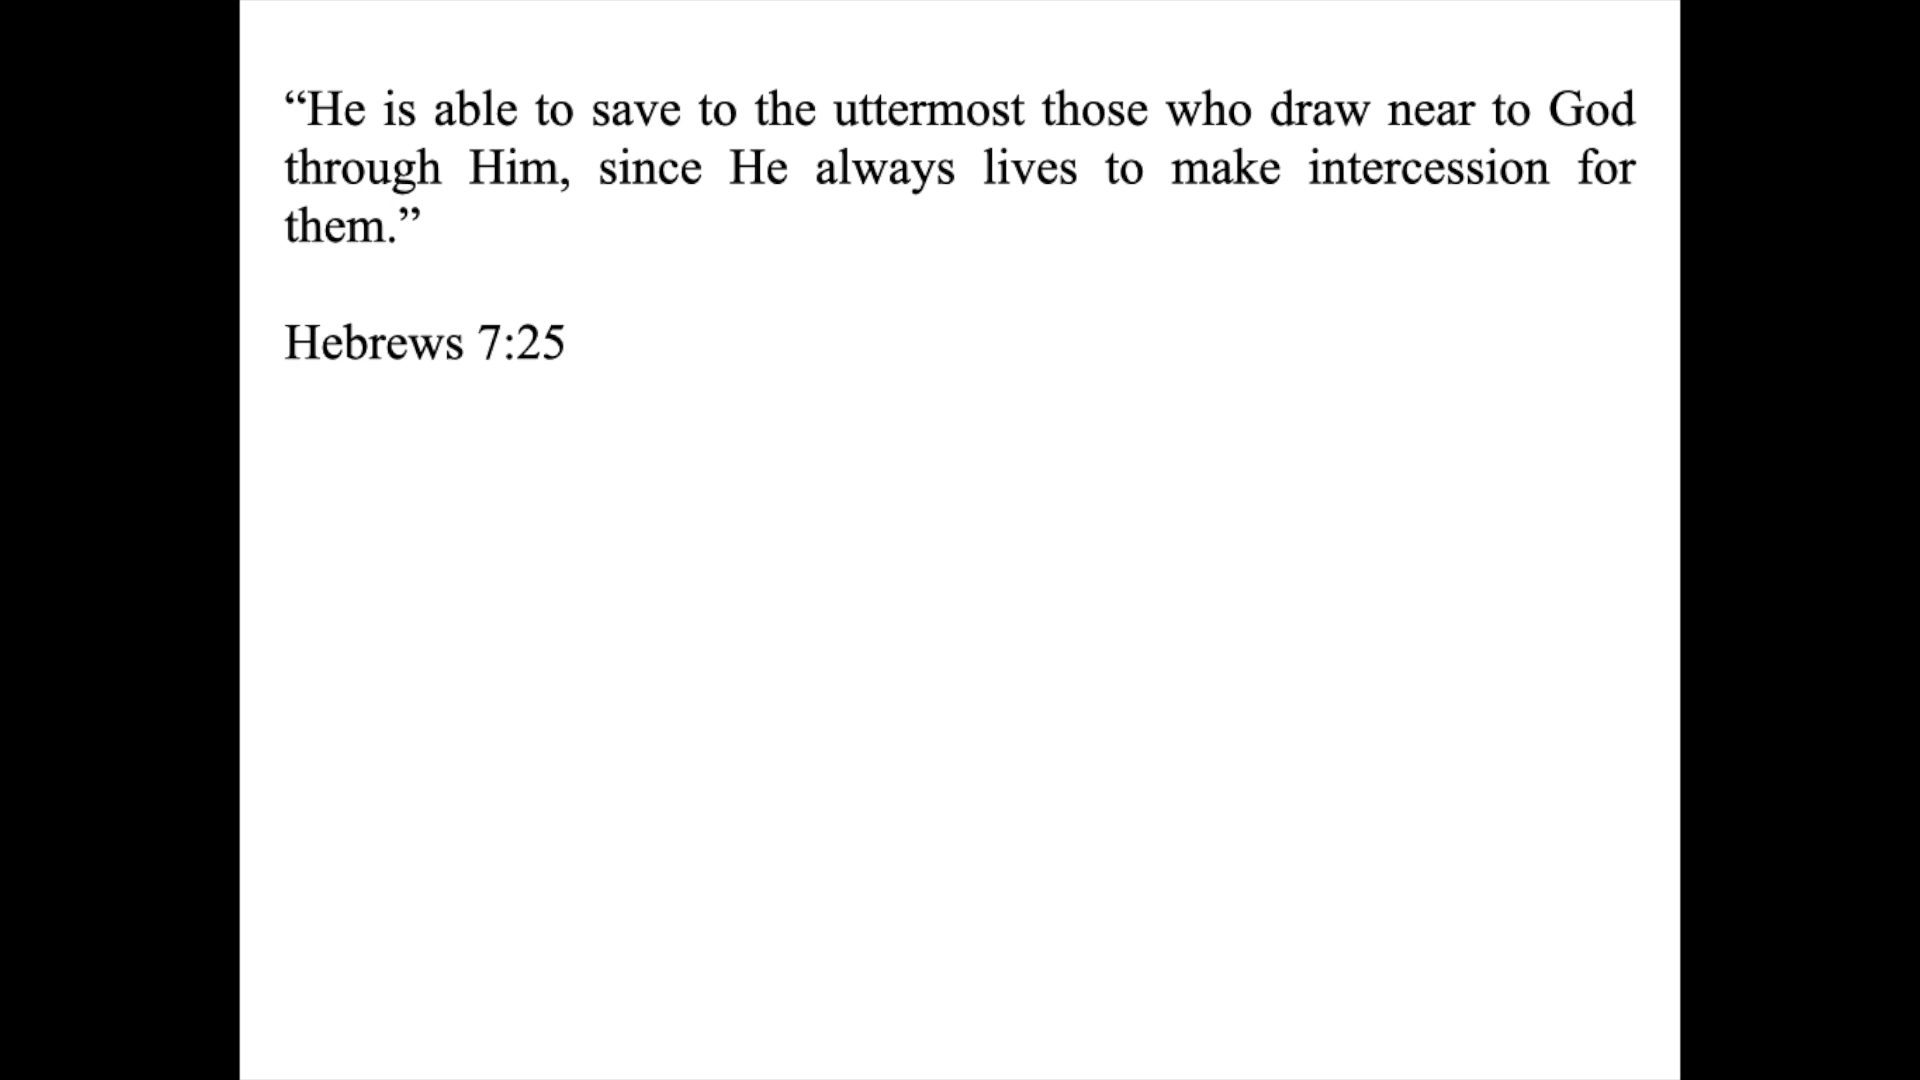 “He is able to save to the uttermost those who draw near to God
through Him, since He always lives to make intercession for
them.”
Hebrews 7:25